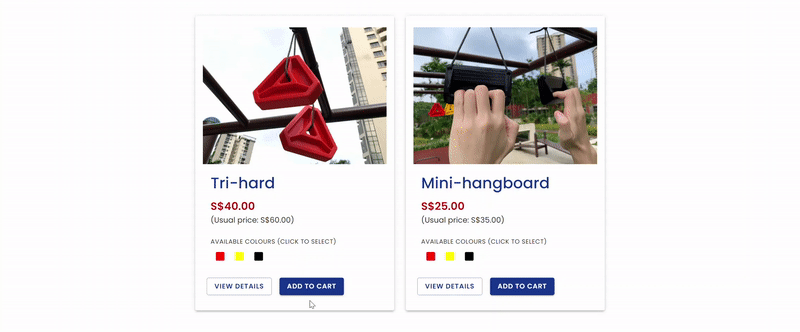 Tri-hard
S$40.00
(Usual price: S$60.00)
AVAILABLE COLOURS (CLICK TO SELECT)
VIEW DETAILS
ADD TO CART
Mini-hangboard
S$25.00
(Usual price: S$35.00)
AVAILABLE COLOURS (CLICK TO SELECT)
VIEW DETAILS
ADD TO CART